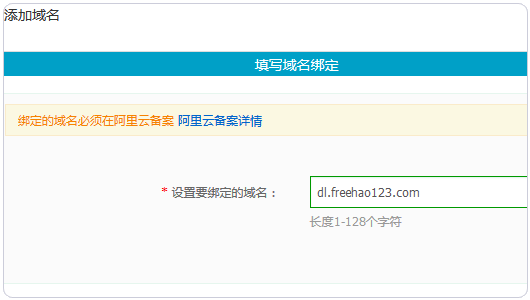 添加域名
填写域名绑定
绑定的域名必须在阿里云备案 阿里云备案详情
* 设置要绑定的域名： dl.freehao123.com
长度1-128个字符